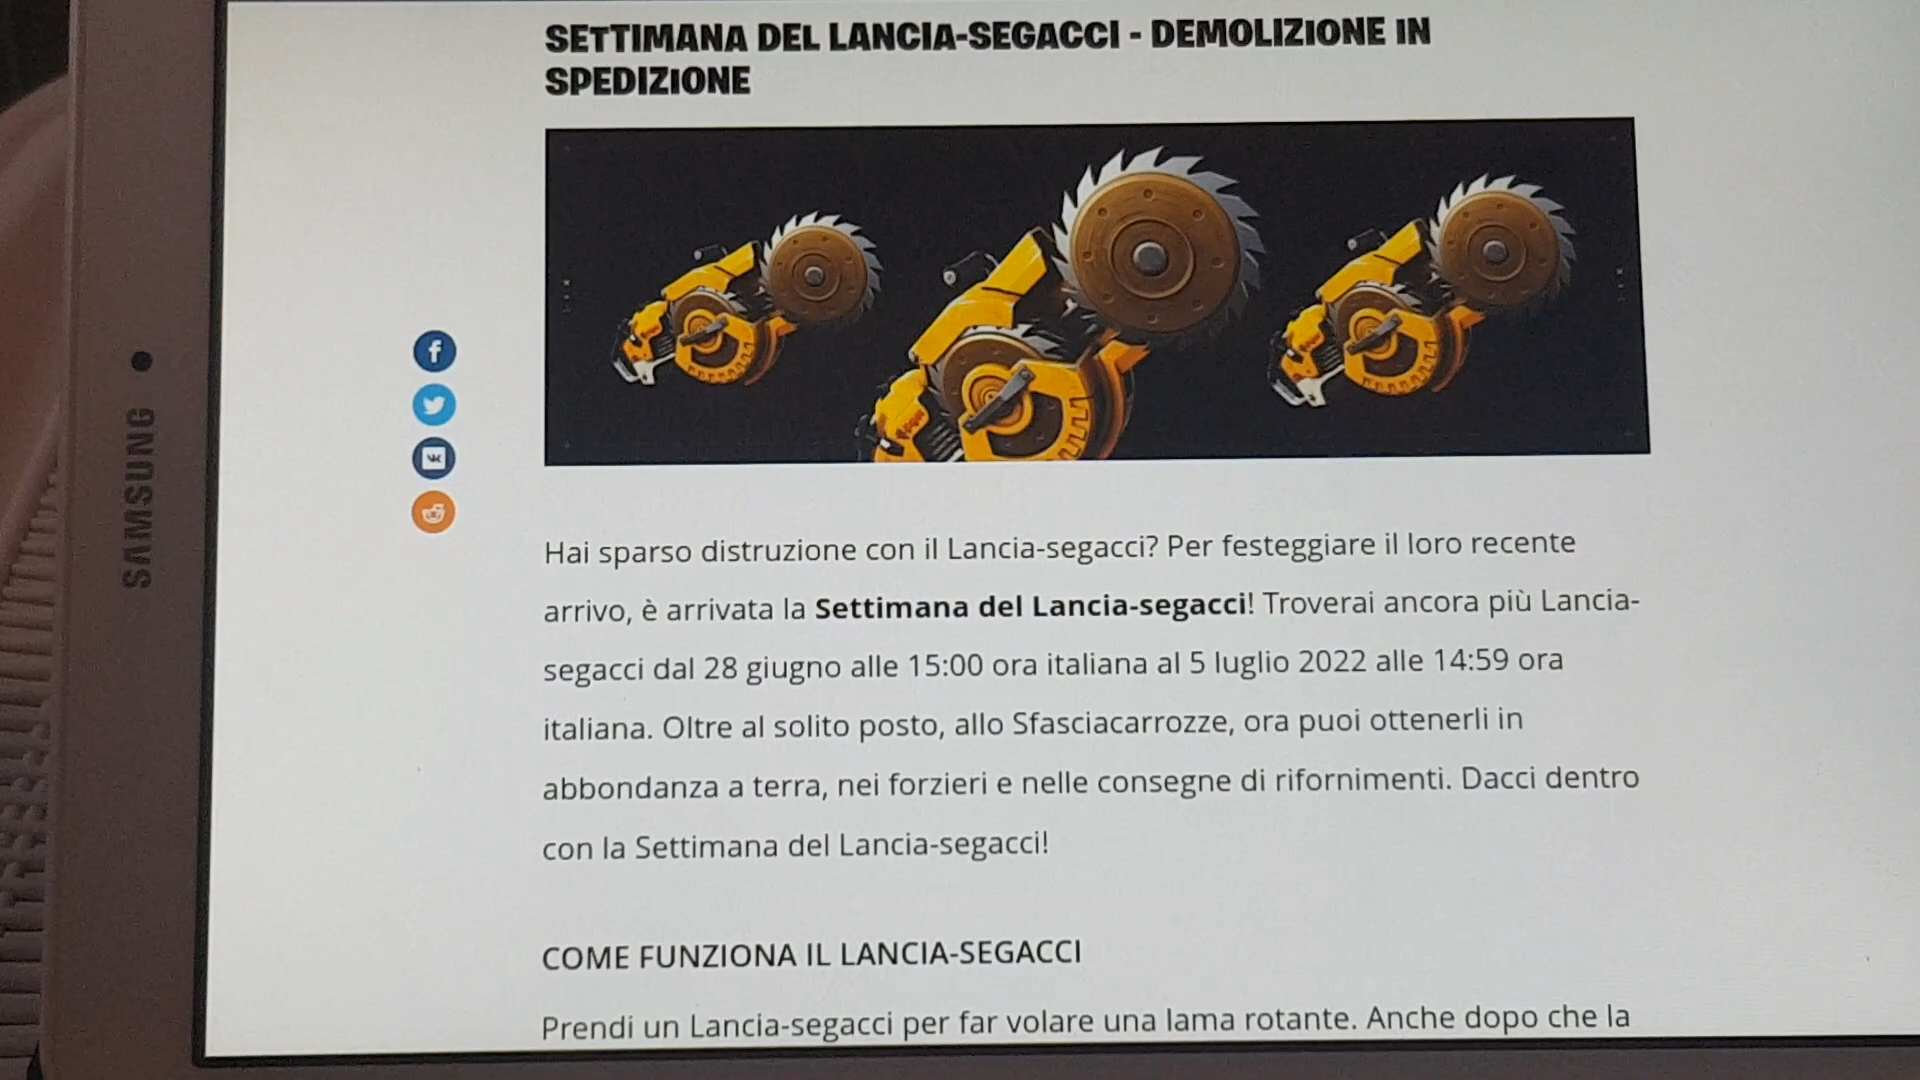 SETTIMANA DEL LANCIA-SEGACCI - DEMOLIZIONE IN
SPEDIZIONE
SAMSUNG
Hai sparso distruzione con il Lancia-segacci? Per festeggiare il loro recente
arrivo, è arrivata la Settimana del Lancia-segacci! Troverai ancora più Lancia-
segacci dal 28 giugno alle 15:00 ora italiana al 5 luglio 2022 alle 14:59 ora
italiana. Oltre al solito posto, allo Sfasciacarrozze, ora puoi ottenerli in
abbondanza a terra, nei forzieri e nelle consegne di rifornimenti. Dacci dentro
con la Settimana del Lancia-segacci!
COME FUNZIONA IL LANCIA-SEGACCI
Prendi un Lancia-segacci per far volare una lama rotante. Anche dopo che la